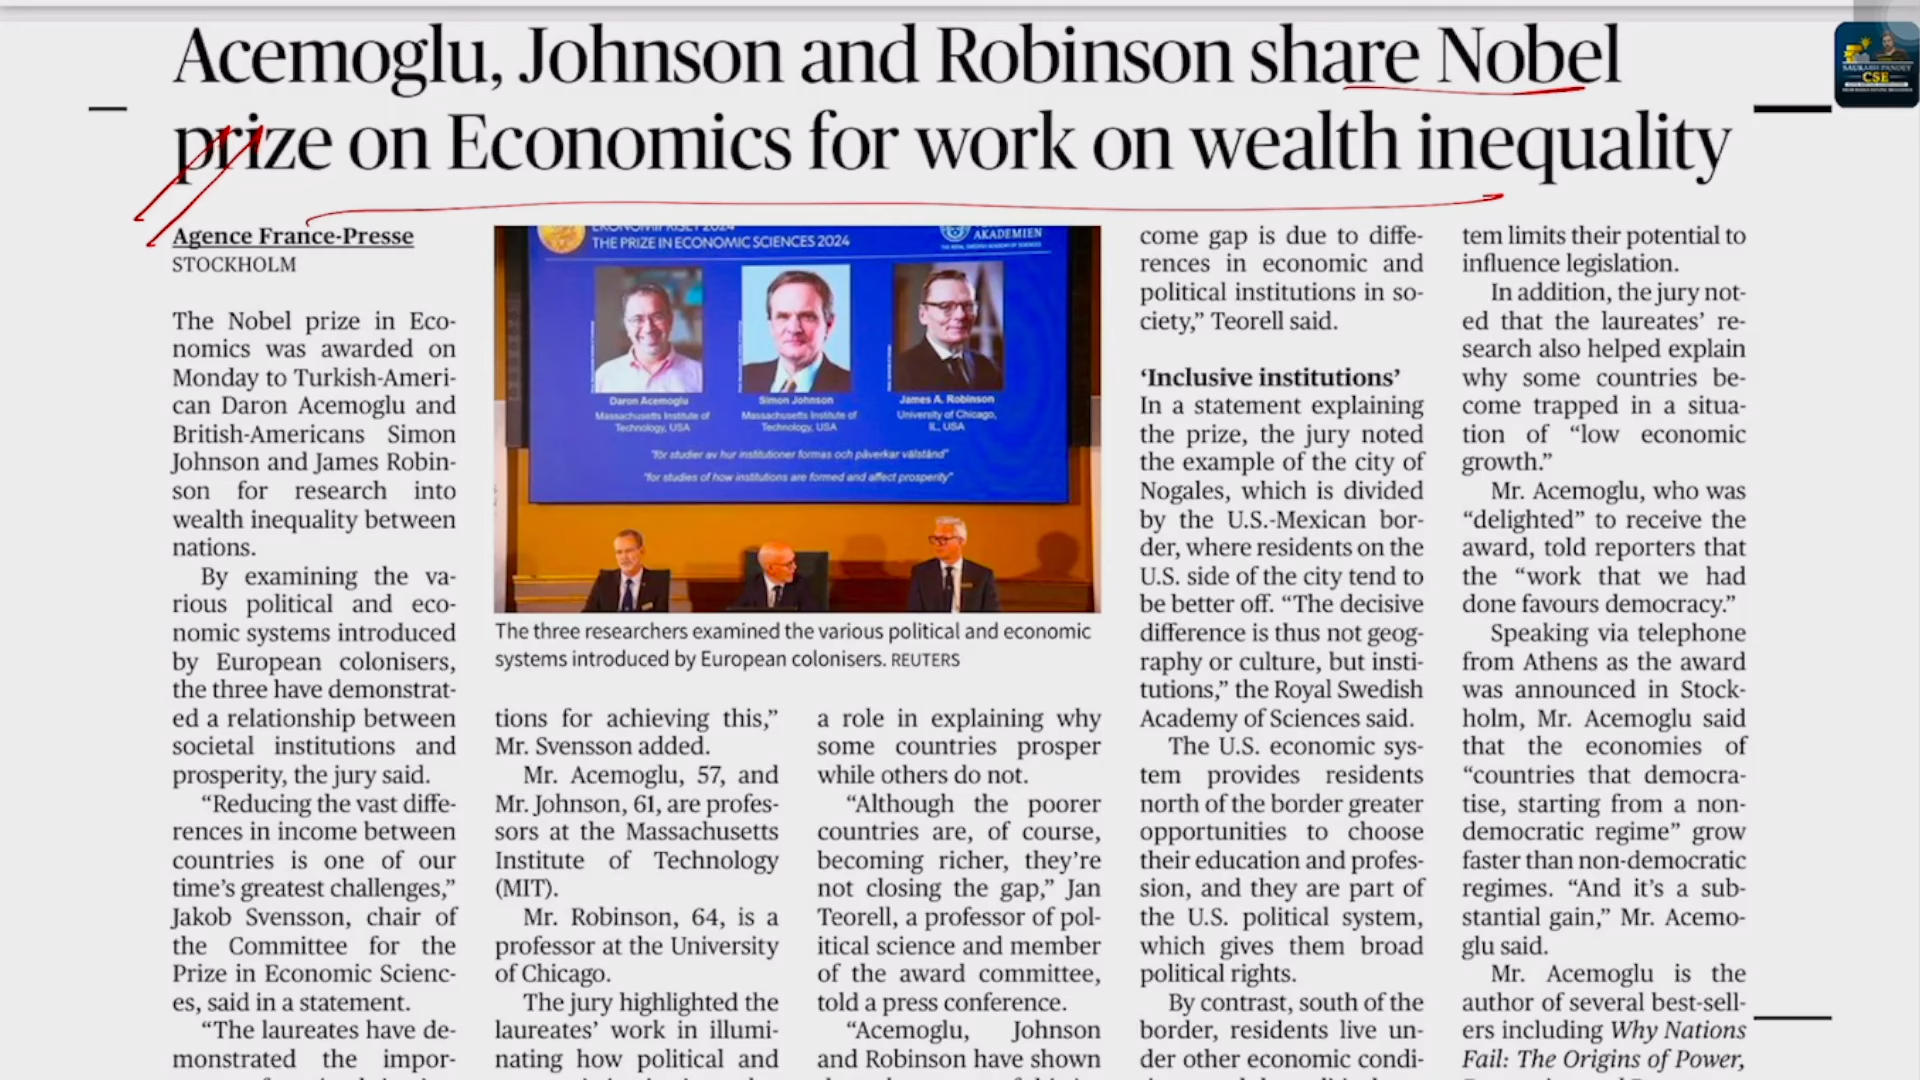 Acemoglu, Johnson and Robinson share Nobel
prize on Economics for work on wealth inequality
Agence France-Presse
STOCKHOLM
The Nobel prize in Eco-
nomics was awarded on
Monday to Turkish-Ameri-
can Daron Acemoglu and
British-Americans Simon
Johnson and James Robin-
son for research into
wealth inequality between
nations.
By examining the va-
rious political and eco-
nomic systems introduced
by European colonisers,
the three have demonstrat-
ed a relationship between
societal institutions and
prosperity, the jury said.
“Reducing the vast diffe-
rences in income between
countries is one of our
time’s greatest challenges,”
Jakob Svensson, chair of
the Committee for the
Prize in Economic Scienc-
es, said in a statement.
“The laureates have de-
monstrated the impor-
THE PRIZE IN ECONOMIC SCIENCES 2024
AKADEMIEN
Daron Acemoglu
Massachusetts Institute of
Technology, USA
Simon Johnson
Massachusetts Institute of
Technology, USA
James A. Robinson
University of Chicago,
IL, USA
"för studier av hur institutioner formas och påverkar välstånd"
"for studies of how institutions are formed and affect prosperity"
The three researchers examined the various political and economic
systems introduced by European colonisers. REUTERS
tions for achieving this,”
Mr. Svensson added.
Mr. Acemoglu, 57, and
Mr. Johnson, 61, are profes-
sors at the Massachusetts
Institute of Technology
(MIT).
Mr. Robinson, 64, is a
professor at the University
of Chicago.
The jury highlighted the
laureates’ work in illumi-
nating how political and
a role in explaining why
some countries prosper
while others do not.
“Although the poorer
countries are, of course,
becoming richer, they’re
not closing the gap,” Jan
Teorell, a professor of pol-
itical science and member
of the award committee,
told a press conference.
“Acemoglu, Johnson
and Robinson have shown
come gap is due to diffe-
rences in economic and
political institutions in so-
ciety,” Teorell said.
‘Inclusive institutions’
In a statement explaining
the prize, the jury noted
the example of the city of
Nogales, which is divided
by the U.S.-Mexican bor-
der, where residents on the
U.S. side of the city tend to
be better off. “The decisive
difference is thus not geog-
raphy or culture, but insti-
tutions,” the Royal Swedish
Academy of Sciences said.
The U.S. economic sys-
tem provides residents
north of the border greater
opportunities to choose
their education and profes-
sion, and they are part of
the U.S. political system,
which gives them broad
political rights.
By contrast, south of the
border, residents live un-
der other economic condi-
tem limits their potential to
influence legislation.
In addition, the jury not-
ed that the laureates’ re-
search also helped explain
why some countries be-
come trapped in a situa-
tion of “low economic
growth.”
Mr. Acemoglu, who was
“delighted” to receive the
award, told reporters that
the “work that we had
done favours democracy.”
Speaking via telephone
from Athens as the award
was announced in Stock-
holm, Mr. Acemoglu said
that the economies of
“countries that democra-
tise, starting from a non-
democratic regime” grow
faster than non-democratic
regimes. “And it’s a sub-
stantial gain,” Mr. Acemo-
glu said.
Mr. Acemoglu is the
author of several best-sell-
ers including Why Nations
Fail: The Origins of Power,
SAURABH PANDEY
CSE